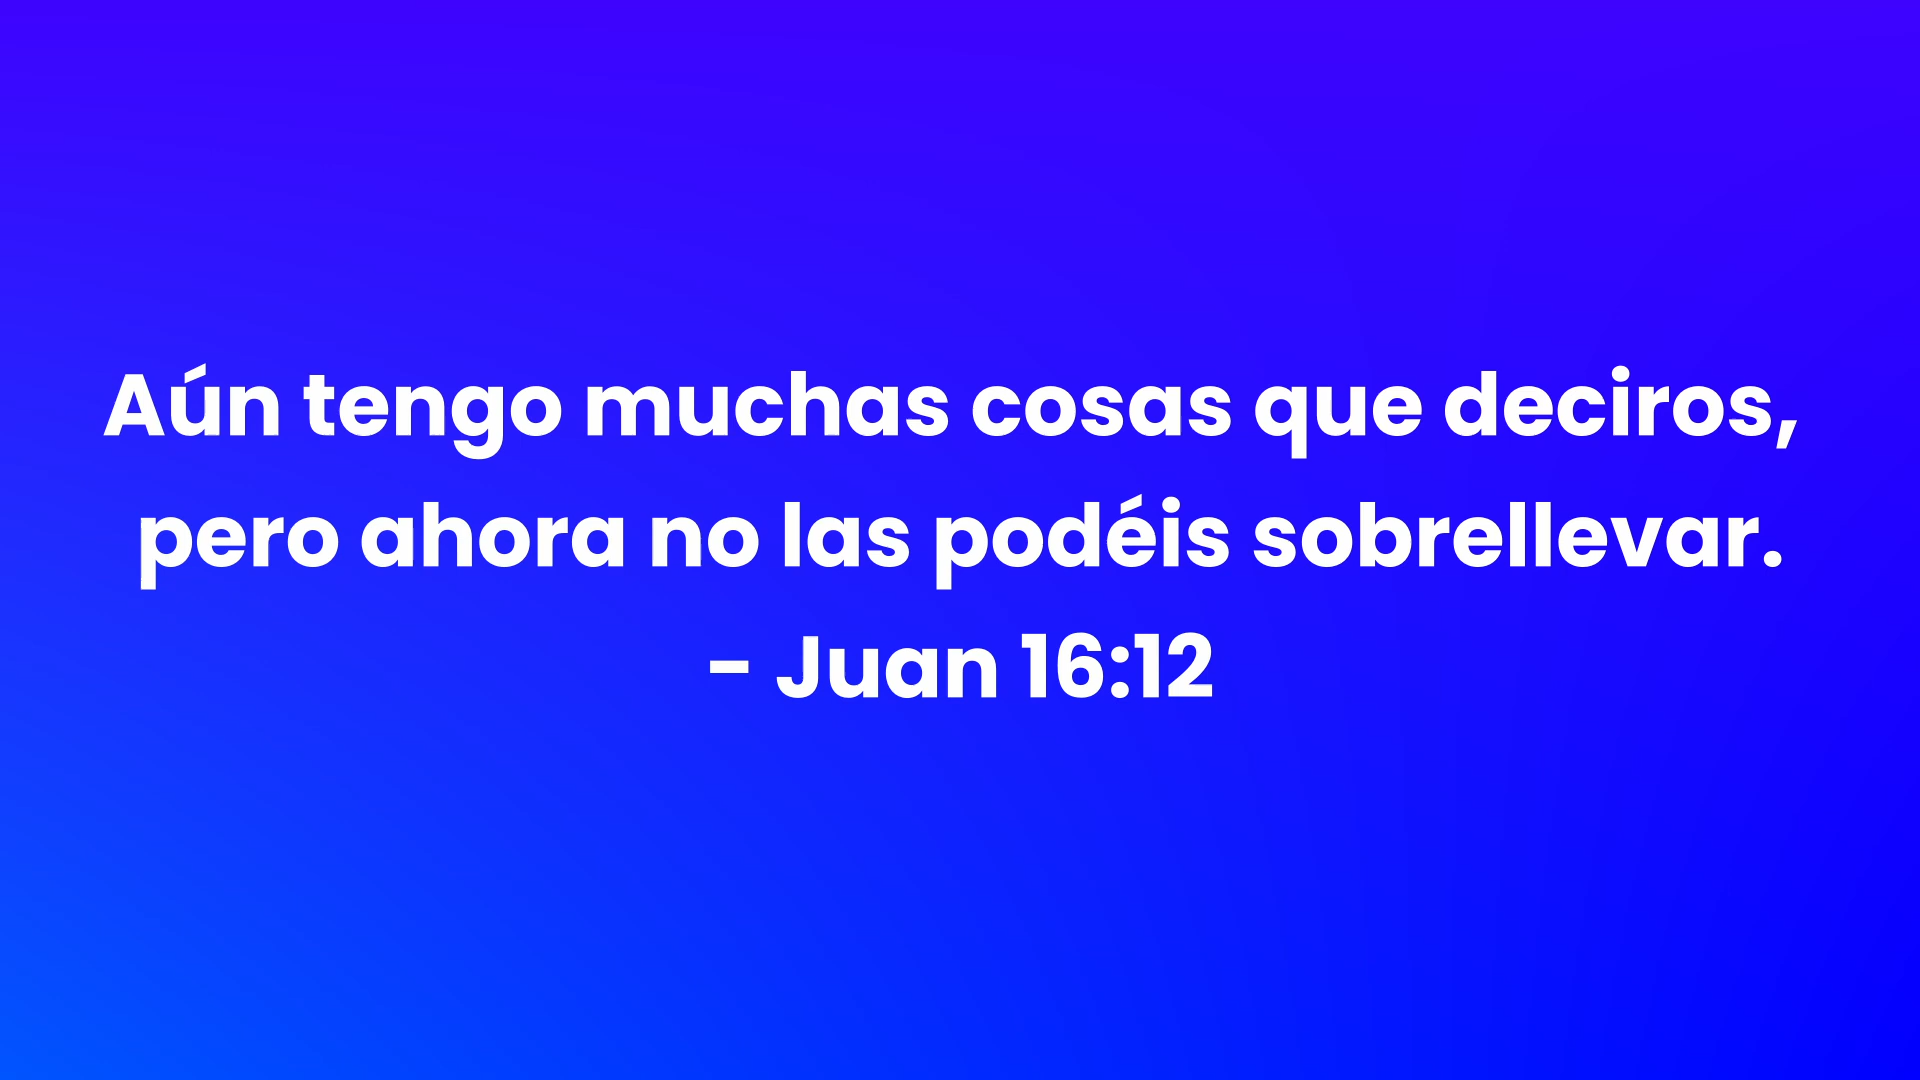 Aún tengo muchas cosas que deciros,
pero ahora no las podéis sobrellevar.
- Juan 16:12